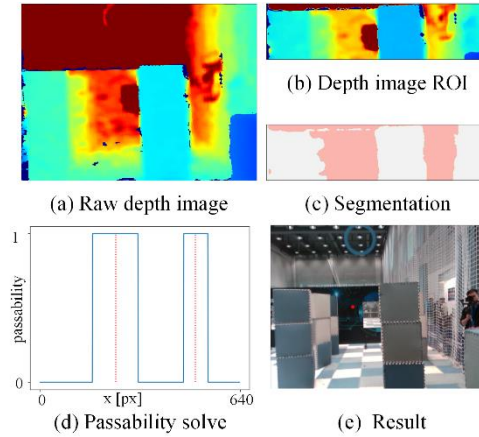 (b) Depth image ROI
(a) Raw depth image
(c) Segmentation
1
passability
0
0
x [px]
640
(d) Passability solve
(e) Result